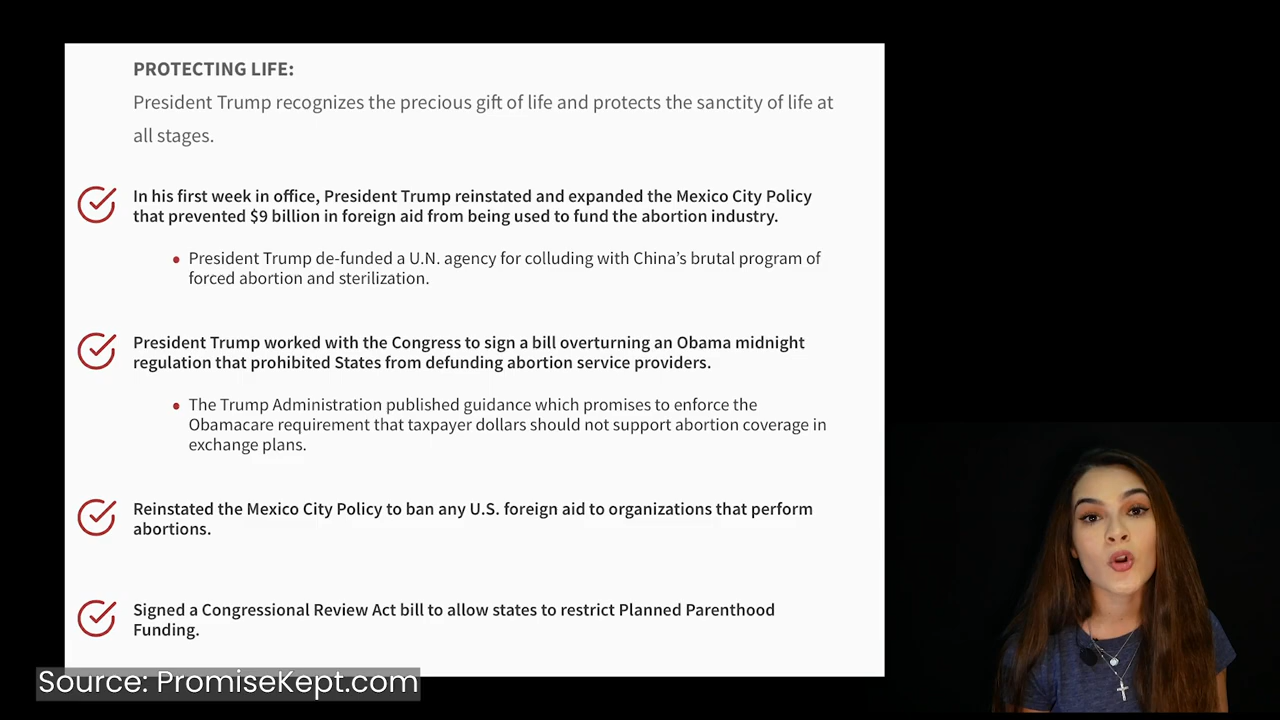 PROTECTING LIFE:
President Trump recognizes the precious gift of life and protects the sanctity of life at
all stages.
In his first week in office, President Trump reinstated and expanded the Mexico City Policy
that prevented $9 billion in foreign aid from being used to fund the abortion industry.
President Trump de-funded a U.N. agency for colluding with China’s brutal program of
forced abortion and sterilization.
President Trump worked with the Congress to sign a bill overturning an Obama midnight
regulation that prohibited States from defunding abortion service providers.
The Trump Administration published guidance which promises to enforce the
Obamacare requirement that taxpayer dollars should not support abortion coverage in
exchange plans.
Reinstated the Mexico City Policy to ban any U.S. foreign aid to organizations that perform
abortions.
Signed a Congressional Review Act bill to allow states to restrict Planned Parenthood
Funding.
Source: PromiseKept.com